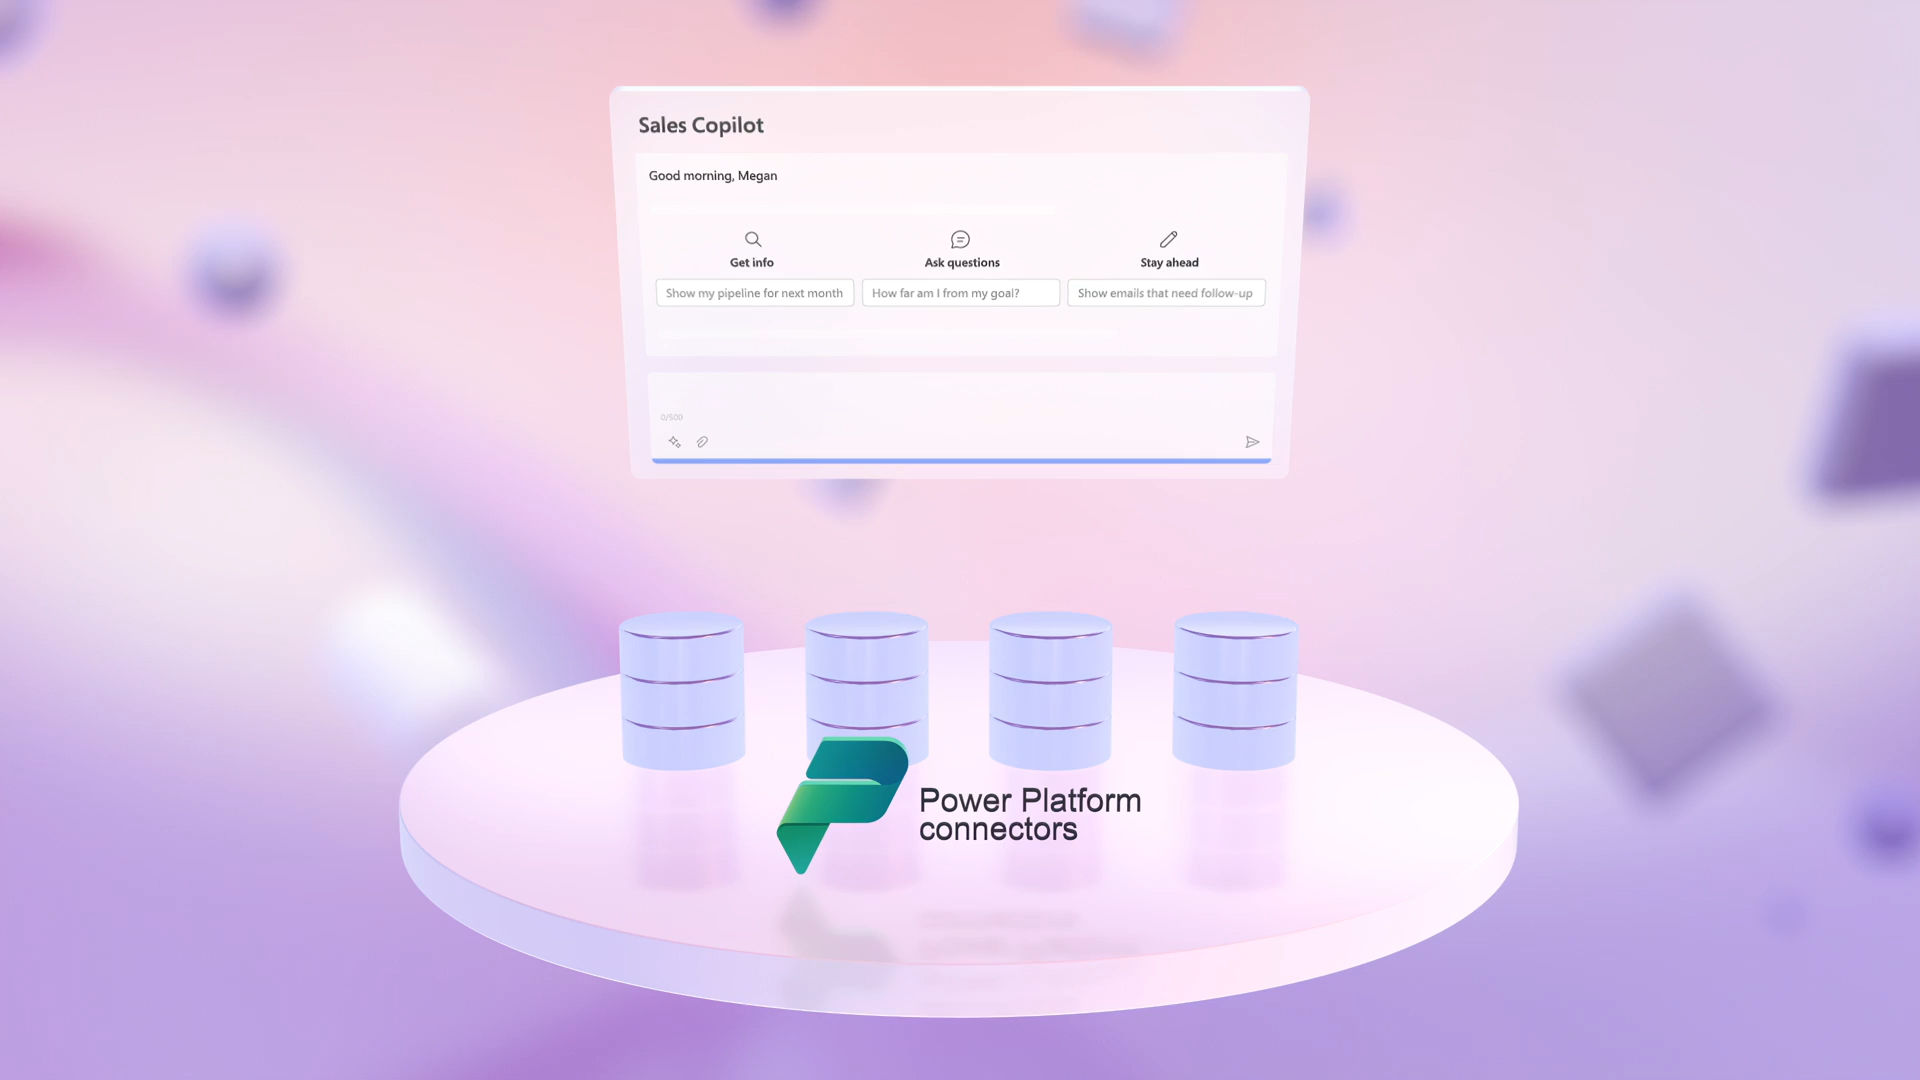 Sales Copilot
Good morning, Megan
Get info
Ask questions
Stay ahead
Show my pipeline for next month
How far am I from my goal?
Show emails that need follow-up
0/500
Power Platform
connectors